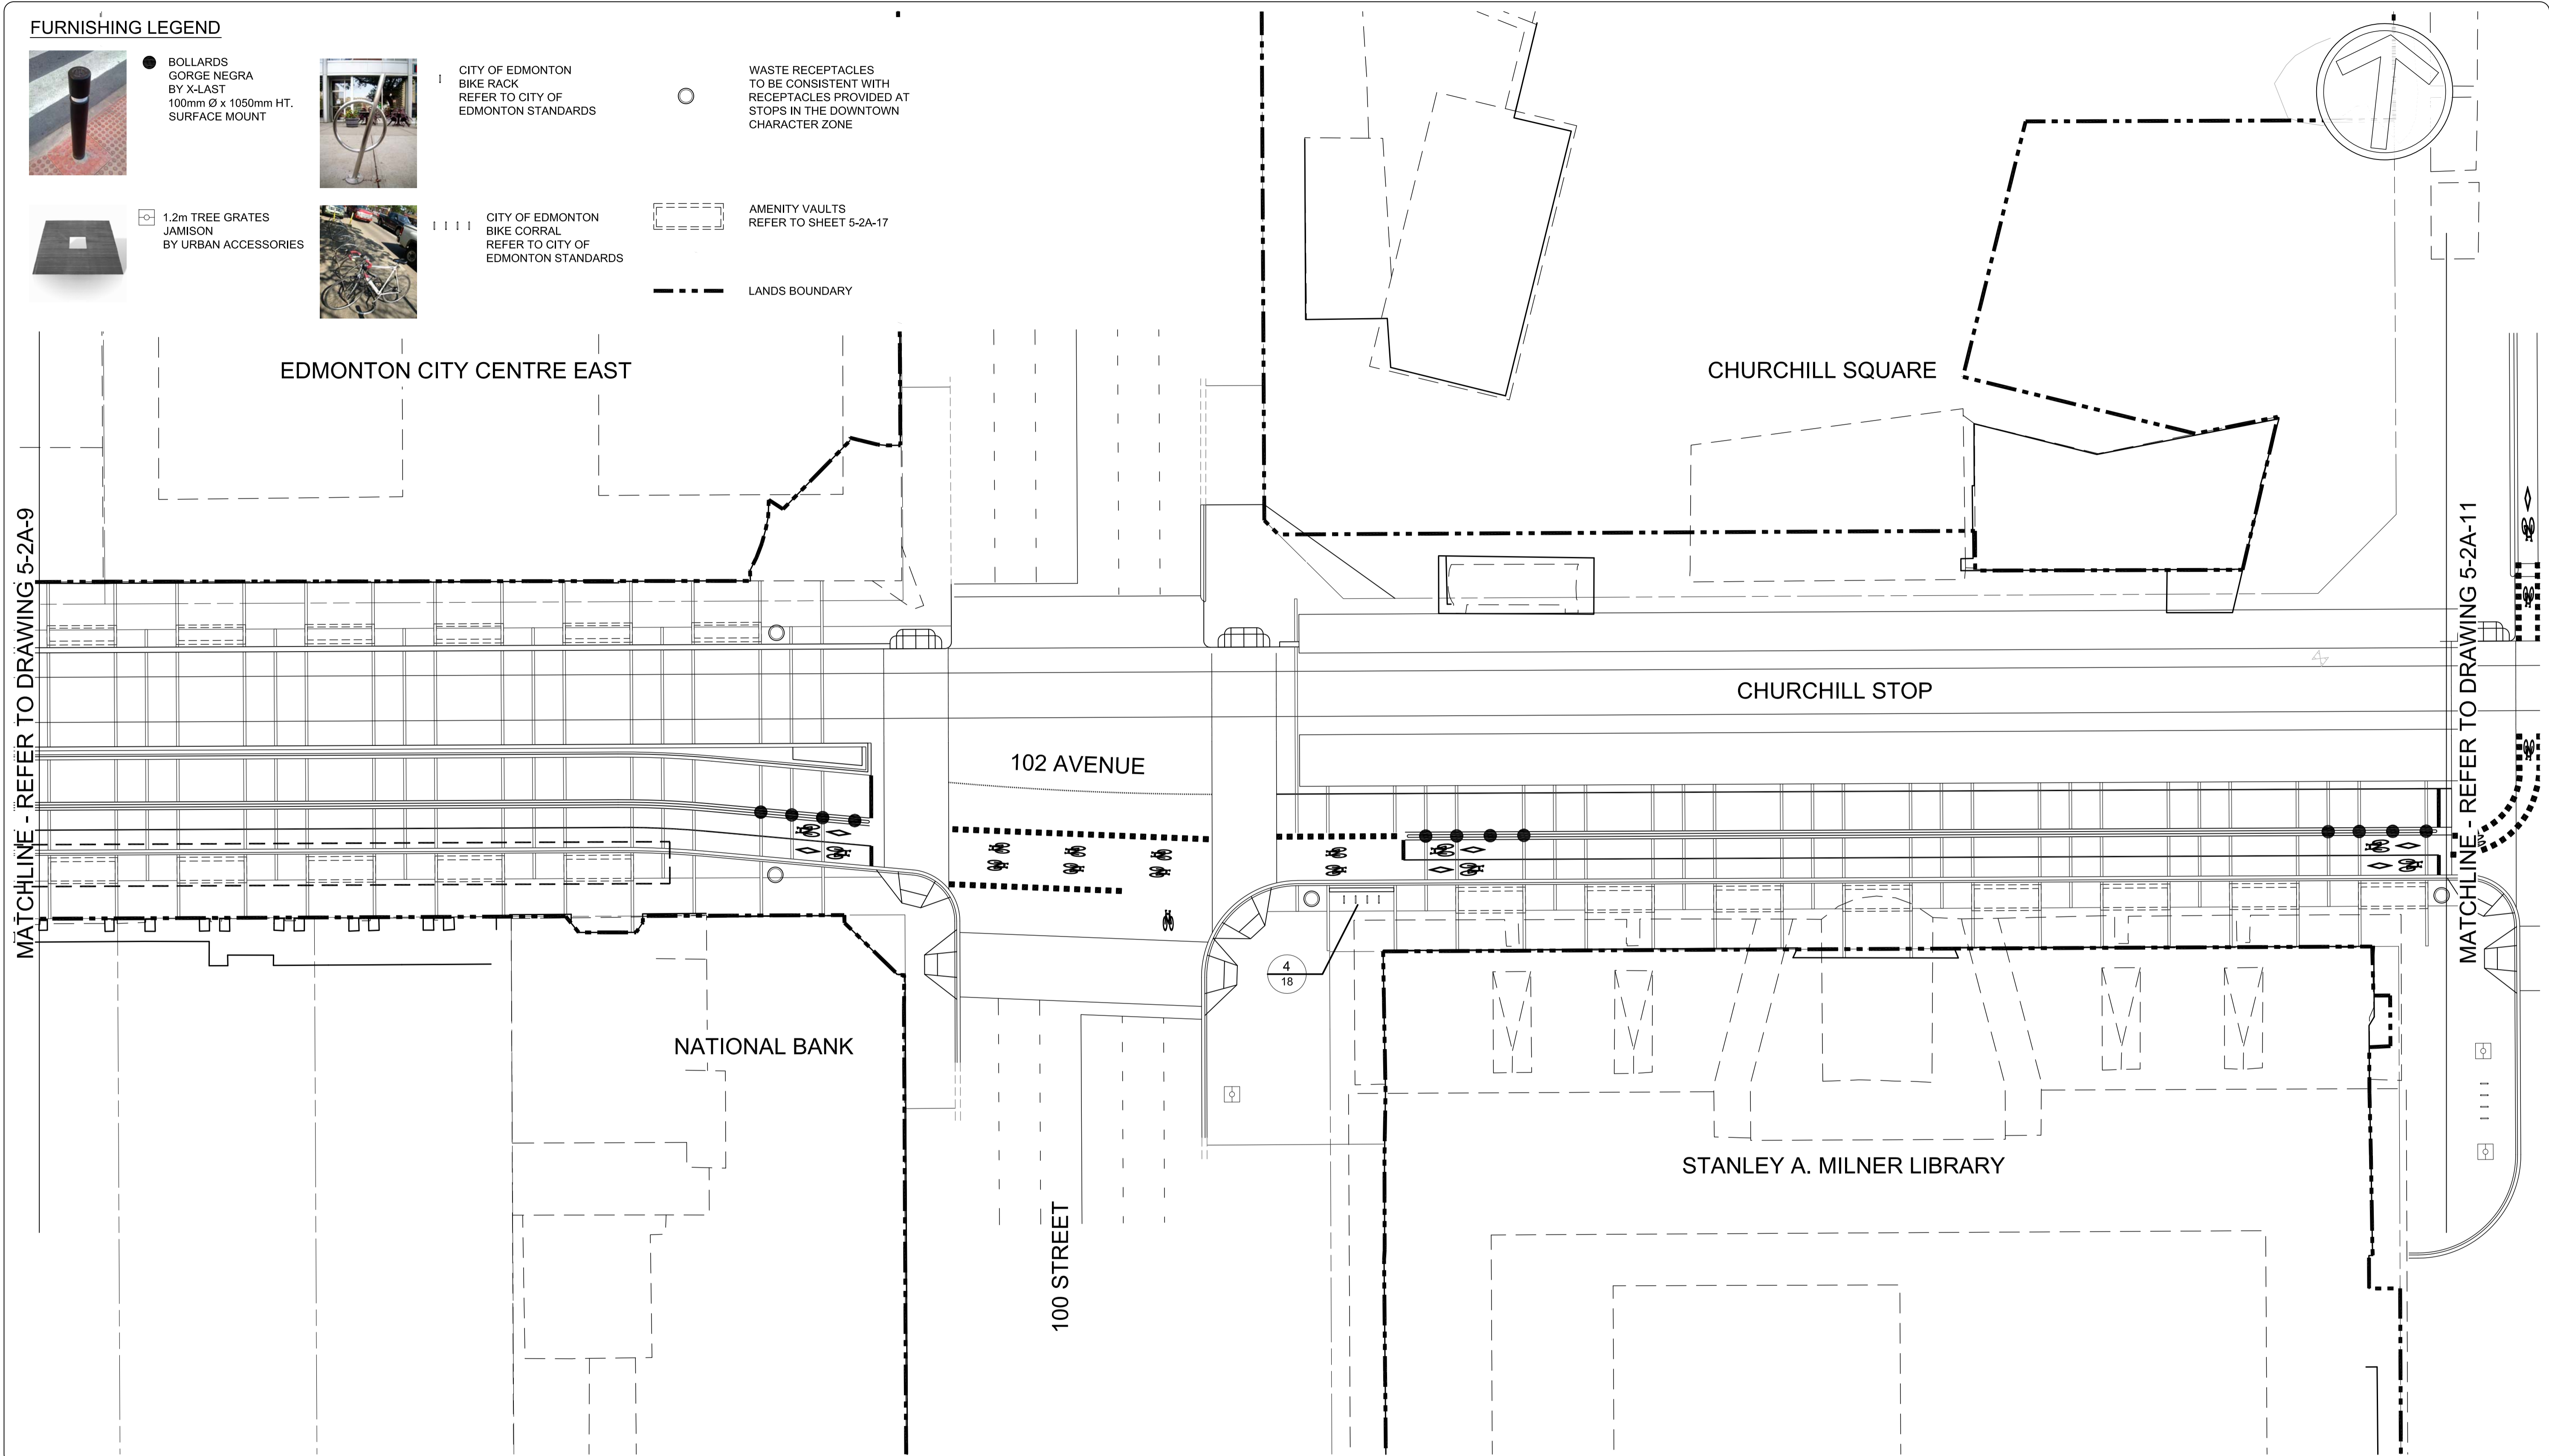 FURNISHING LEGEND
BOLLARDS
GORGE NEGRA
BY X-LAST
100mm Ø x 1050mm HT.
SURFACE MOUNT
CITY OF EDMONTON
BIKE RACK
REFER TO CITY OF
EDMONTON STANDARDS
WASTE RECEPTACLES
TO BE CONSISTENT WITH
RECEPTACLES PROVIDED AT
STOPS IN THE DOWNTOWN
CHARACTER ZONE
1.2m TREE GRATES
JAMISON
BY URBAN ACCESSORIES
CITY OF EDMONTON
BIKE CORRAL
REFER TO CITY OF
EDMONTON STANDARDS
AMENITY VAULTS
REFER TO SHEET 5-2A-17
LANDS BOUNDARY
EDMONTON CITY CENTRE EAST
CHURCHILL SQUARE
MATCHLINE - REFER TO DRAWING 5-2A-9
MATCHLINE - REFER TO DRAWING 5-2A-11
CHURCHILL STOP
102 AVENUE
4
18
NATIONAL BANK
STANLEY A. MILNER LIBRARY
100 STREET